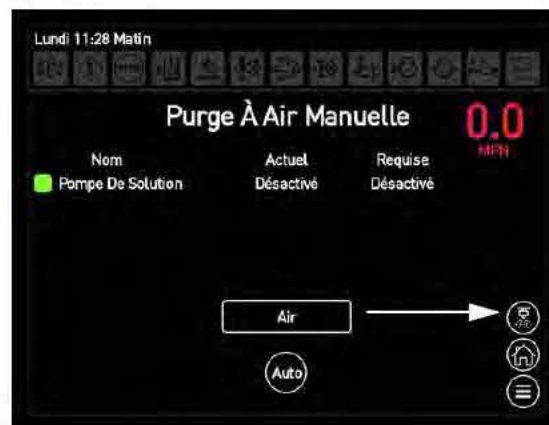 Lundi 11:28 Matin
Purge À Air Manuelle
0.0
MPH
Nom Actuel Requise
Pompe De Solution Désactivé Désactivé
Air
Auto